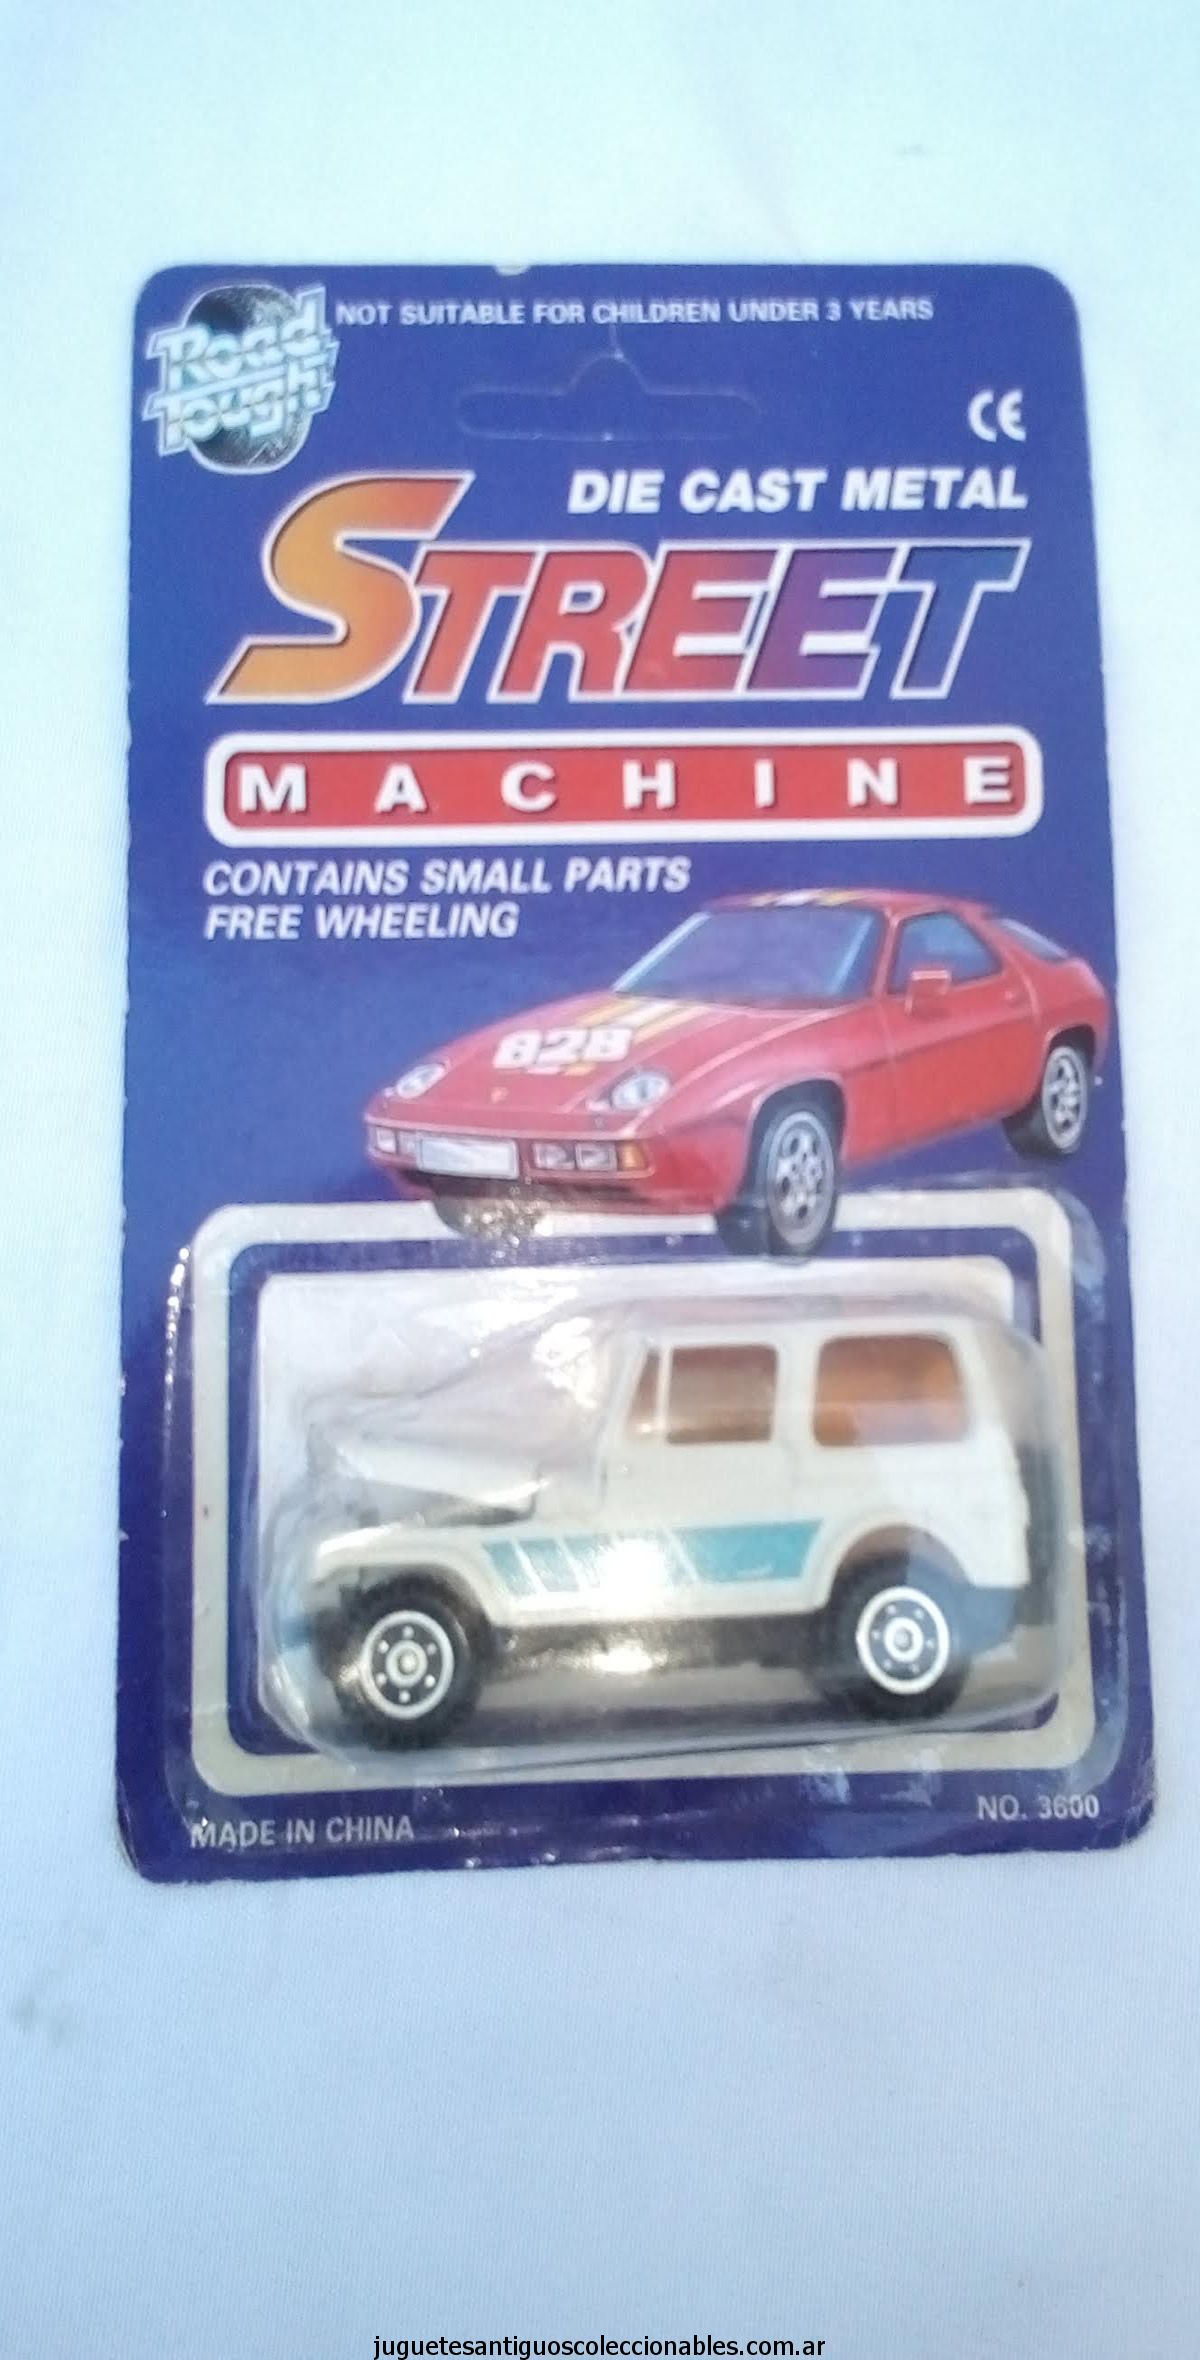 Road
Tough
NOT SUITABLE FOR CHILDREN UNDER 3 YEARS
CE
DIE CAST METAL
STREET
MACHINE
CONTAINS SMALL PARTS
FREE WHEELING
828
MADE IN CHINA
NO. 3600
juguetesantiguoscoleccionables.com.ar